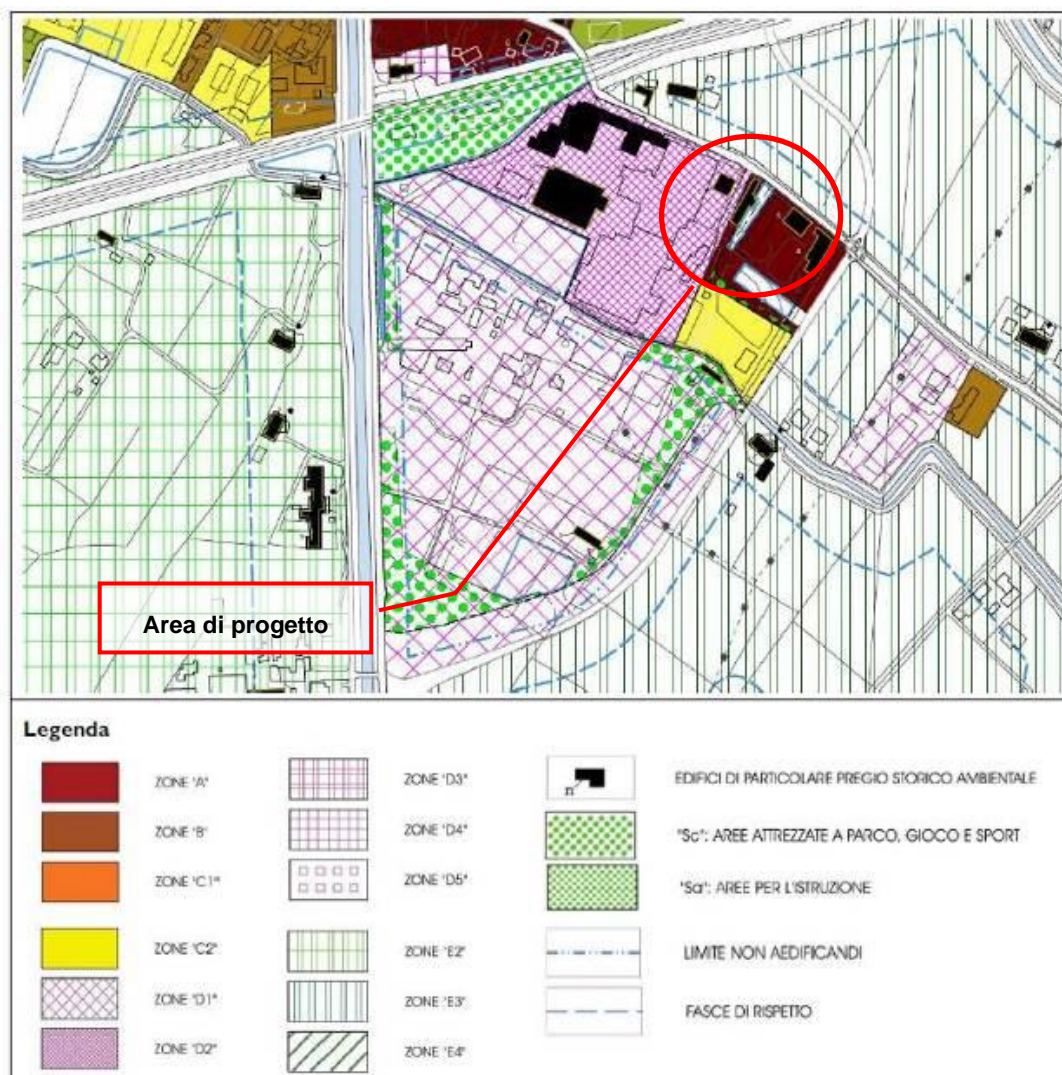 Area di progetto
Legenda
ZONE "A"
ZONE "B"
ZONE "C1"
ZONE "C2"
ZONE "D1"
ZONE "D2"
ZONE "D3"
ZONE "D4"
ZONE "D5"
ZONE "E2"
ZONE "E3"
ZONE "E4"
n
EDIFICI DI PARTICOLARE PREGIO STORICO AMBIENTALE
"Sc": AREE ATTREZZATE A PARCO, GIOCO E SPORT
"Sa": AREE PER L'ISTRUZIONE
LIMITE NON AEDIFICANDI
FASCE DI RISPETTO